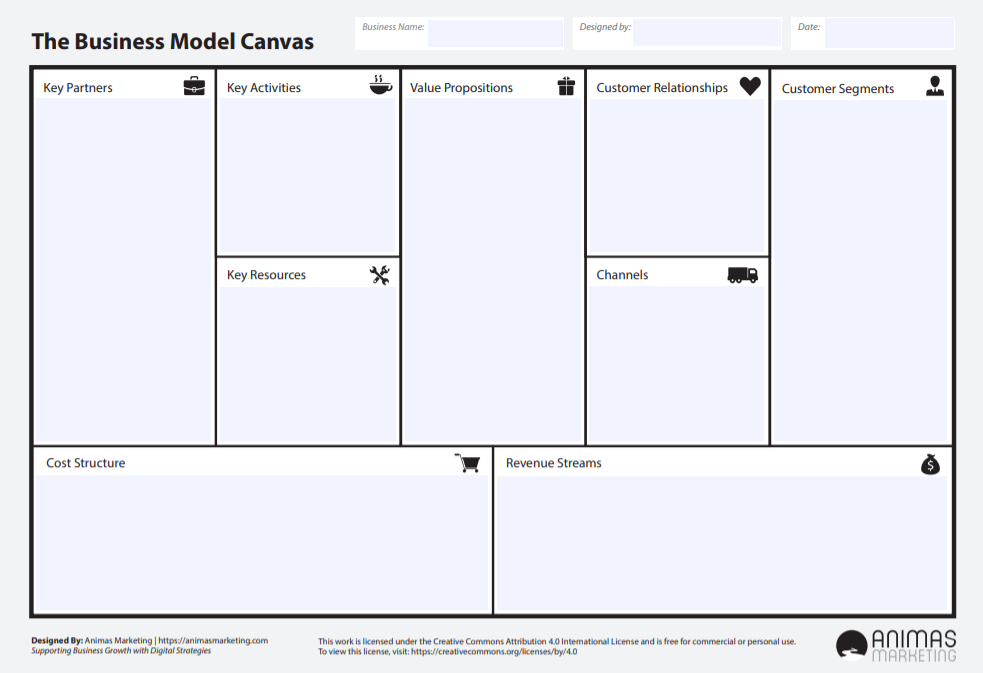 The Business Model Canvas
Business Name:
Designed by:
Date:
Key Partners
Key Activities
Value Propositions
Customer Relationships
Customer Segments
Key Resources
Channels
Cost Structure
Revenue Streams
$
Designed By: Animas Marketing | https://animasmarketing.com
Supporting Business Growth with Digital Strategies
This work is licensed under the Creative Commons Attribution 4.0 International License and is free for commercial or personal use.
To view this license, visit: https://creativecommons.org/licenses/by/4.0
ANIMAS
MARKETING